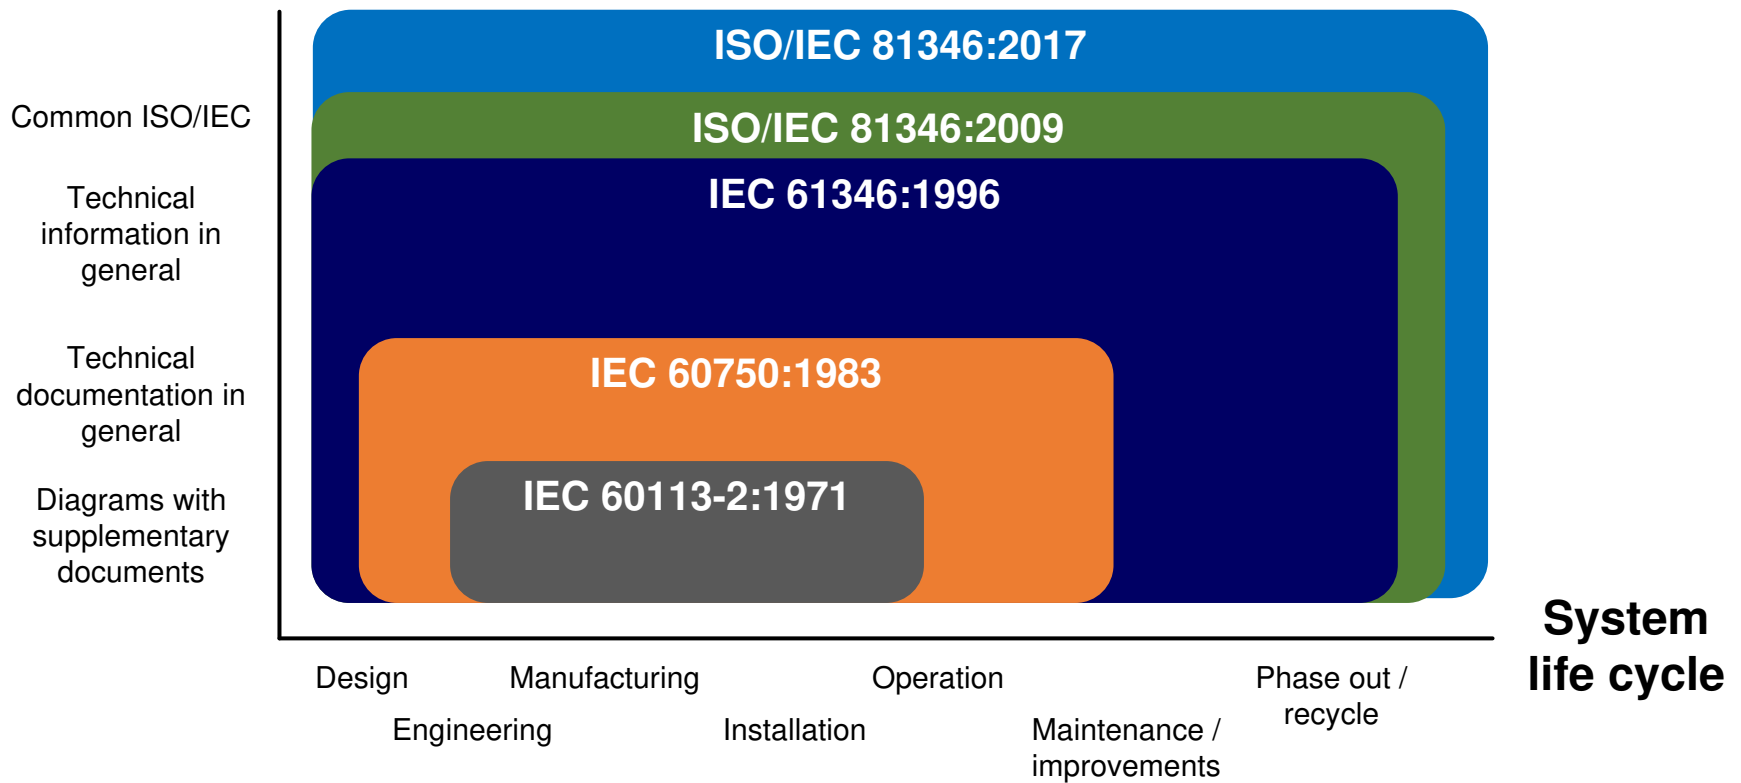 ISO/IEC 81346:2017
Common ISO/IEC
ISO/IEC 81346:2009
Technical
information in
general
IEC 61346:1996
Technical
documentation in
general
IEC 60750:1983
Diagrams with
supplementary
documents
IEC 60113-2:1971
System
life cycle
Design
Manufacturing
Operation
Phase out /
recycle
Engineering
Installation
Maintenance /
improvements